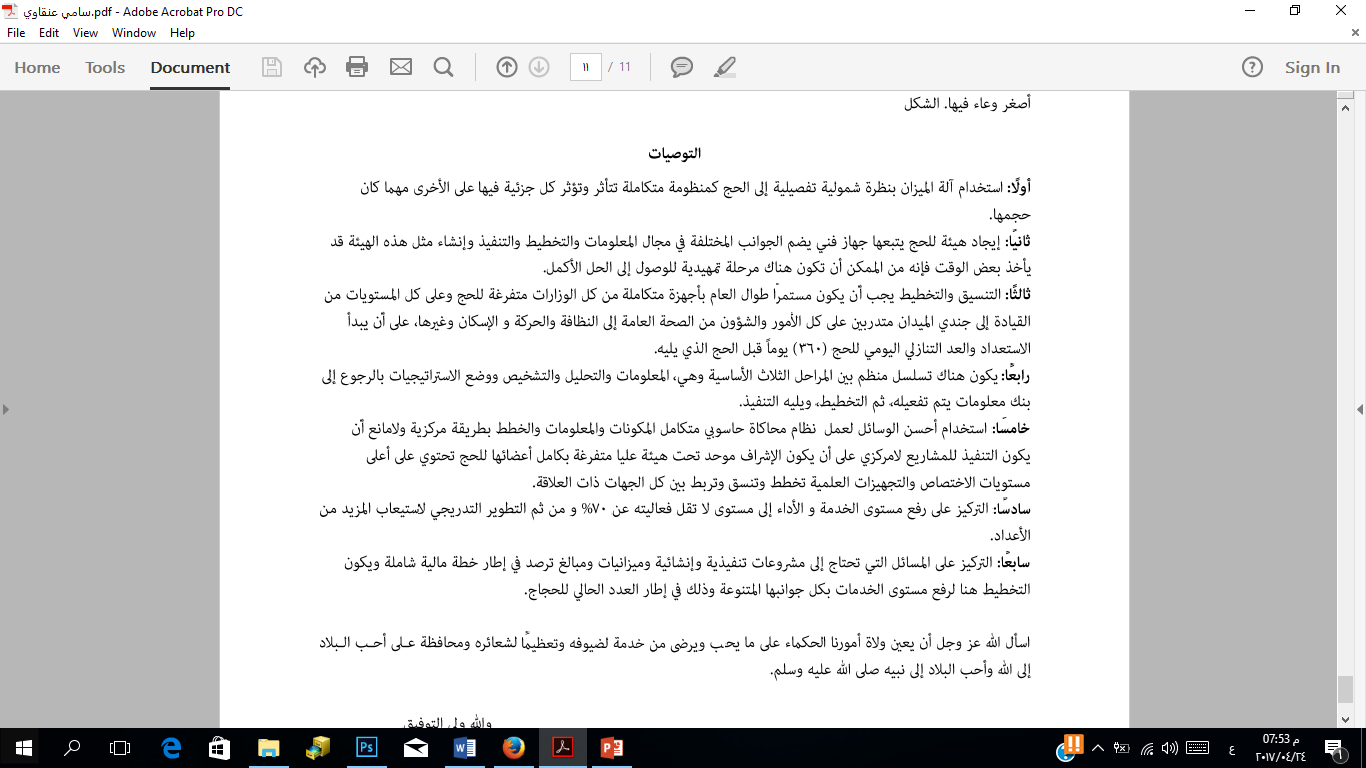 سامي عنقاوي.pdf - Adobe Acrobat Pro DC
File Edit View Window Help
Home Tools Document ١١ / 11 Sign In
أصغر وعاء فيها. الشكل
التوصيات
أولًا: استخدام آلة الميزان بنظرة شمولية تفصيلية إلى الحج كمنظومة متكاملة تتأثر وتؤثر كل جزئية فيها على الأخرى مهما كان
حجمها.
ثانيًا: إيجاد هيئة للحج يتبعها جهاز فني يضم الجوانب المختلفة في مجال المعلومات والتخطيط والتنفيذ وإنشاء مثل هذه الهيئة قد
يأخذ بعض الوقت فإنه من الممكن أن تكون هناك مرحلة تمهيدية للوصول إلى الحل الأكمل.
ثالثًا: التنسيق والتخطيط يجب أن يكون مستمرًا طوال العام بأجهزة متكاملة من كل الوزارات متفرغة للحج وعلى كل المستويات من
القيادة إلى جندي الميدان متدربين على كل الأمور والشؤون من الصحة العامة إلى النظافة والحركة و الإسكان وغيرها، على أن يبدأ
الاستعداد والعد التنازلي اليومي للحج (٣٦٠) يوماً قبل الحج الذي يليه.
رابعًا: يكون هناك تسلسل منظم بين المراحل الثلاث الأساسية وهي، المعلومات والتحليل والتشخيص ووضع الاستراتيجيات بالرجوع إلى
بنك معلومات يتم تفعيله، ثم التخطيط، ويليه التنفيذ.
خامسًا: استخدام أحسن الوسائل لعمل نظام محاكاة حاسوبي متكامل المكونات والمعلومات والخطط بطريقة مركزية ولامانع أن
يكون التنفيذ للمشاريع لامركزي على أن يكون الإشراف موحد تحت هيئة عليا متفرغة بكامل أعضائها للحج تحتوي على أعلى
مستويات الاختصاص والتجهيزات العلمية تخطط وتنسق وتربط بين كل الجهات ذات العلاقة.
سادسًا: التركيز على رفع مستوى الخدمة و الأداء إلى مستوى لا تقل فعاليته عن ٧٠% و من ثم التطوير التدريجي لاستيعاب المزيد من
الأعداد.
سابعًا: التركيز على المسائل التي تحتاج إلى مشروعات تنفيذية وإنشائية وميزانيات ومبالغ ترصد في إطار خطة مالية شاملة ويكون
التخطيط هنا لرفع مستوى الخدمات بكل جوانبها المتنوعة وذلك في إطار العدد الحالي للحجاج.
اسأل الله عز وجل أن يعين ولاة أمورنا الحكماء على ما يحب ويرضى من خدمة لضيوفه وتعظيمًا لشعائره ومحافظة عـلى أحـب الـبلاد
إلى الله وأحب البلاد إلى نبيه صلى الله عليه وسلم.
والله ولي التوفيق
ع
07:53 م
٢٠١٧/٠٤/٢٤
1